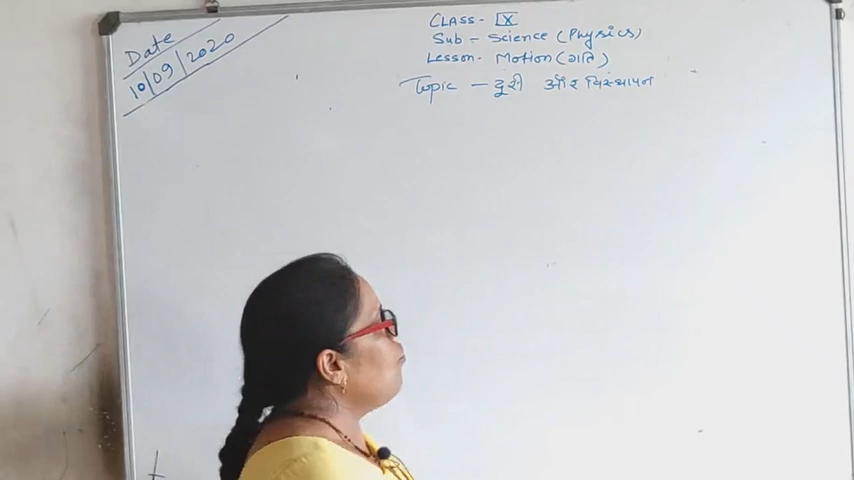 Date
10/09/2020
CLASS- IX
Sub - Science (Physics)
Lesson- Motion (गति)
Topic - दूरी और विस्थापन